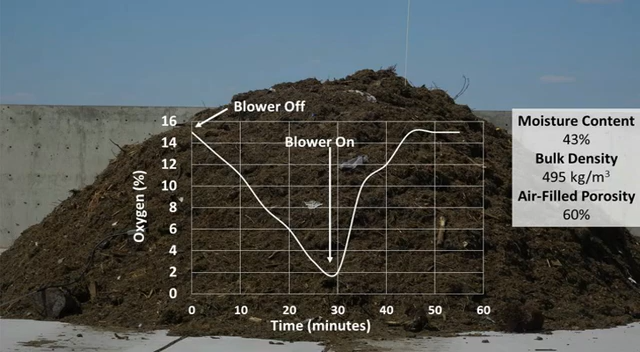 Blower Off
Blower On
Oxygen (%)
16
14
12
10
8
6
4
2
0
0 10 20 30 40 50 60
Time (minutes)
Moisture Content
43%
Bulk Density
495 kg/m³
Air-Filled Porosity
60%